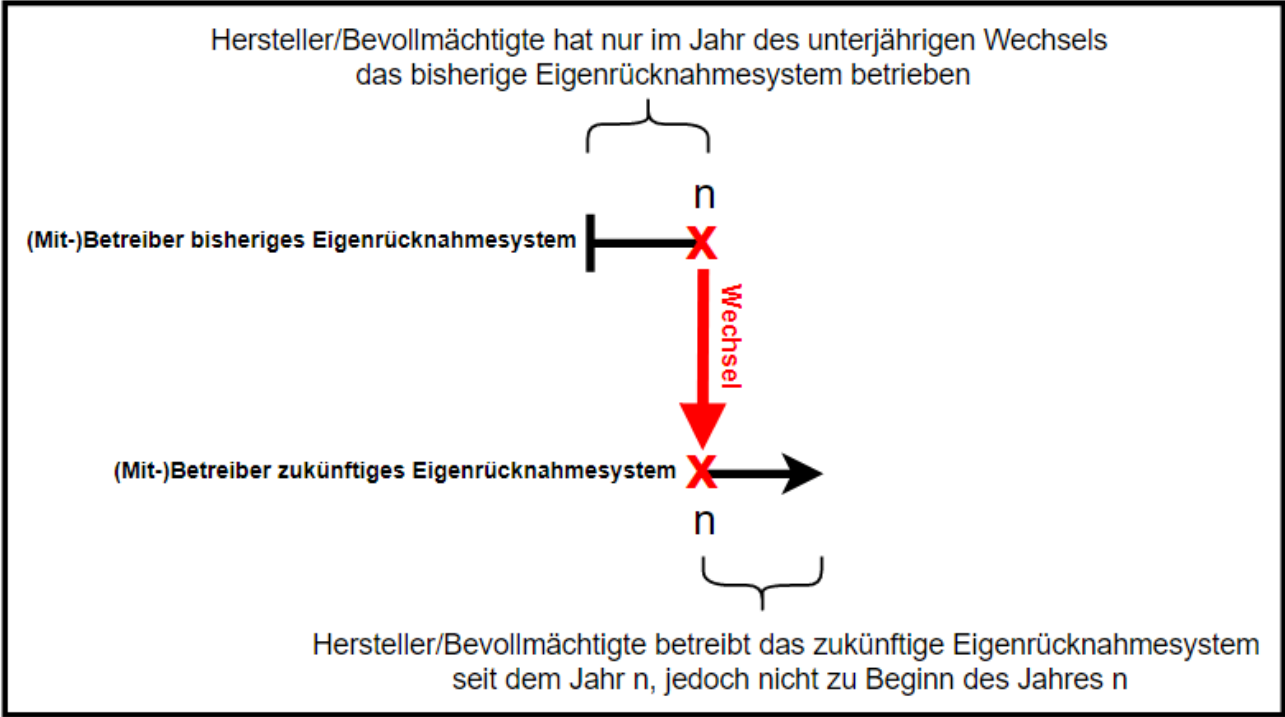 Hersteller/Bevollmächtigte hat nur im Jahr des unterjährigen Wechsels
das bisherige Eigenrücknahmesystem betrieben
n
(Mit-)Betreiber bisheriges Eigenrücknahmesystem
x
Wechsel
(Mit-)Betreiber zukünftiges Eigenrücknahmesystem
x
n
Hersteller/Bevollmächtigte betreibt das zukünftige Eigenrücknahmesystem
seit dem Jahr n, jedoch nicht zu Beginn des Jahres n